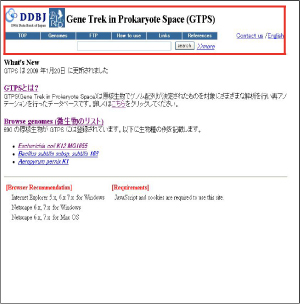 DDBJ Gene Trek in Prokaryote Space (GTPS)
TOP Genomes FTP How to use Links Web Site
search >>more
Contact us / English
What's New
GTPS は 2009 年1月20日 に更新されました
GTPSとは?
GTPS(Gene Trek in Prokaryote Space)は原核生物でゲノム配列が決定されたものを対象にさまざまな解析を行い再アノ
テーションを行ったデータベースです。詳しくはこちらをクリックしてください。
Browse genomes (微生物のリスト)
の原核生物が GTPS には登録されています。以下に生物種の例を記載します。
Escherichia coli K12 MG1655
Bacillus subtilis subsp. subtilis 168
Aeropyrum pernix K1
[Browser Recommendation] [Requirements]
Internet Explorer 5.x, 6.x 7.x for Windows JavaScript and cookies are required to use this site.
Netscape 6.x, 7.x for Windows
Netscape 6.x, 7.x for Mac OS